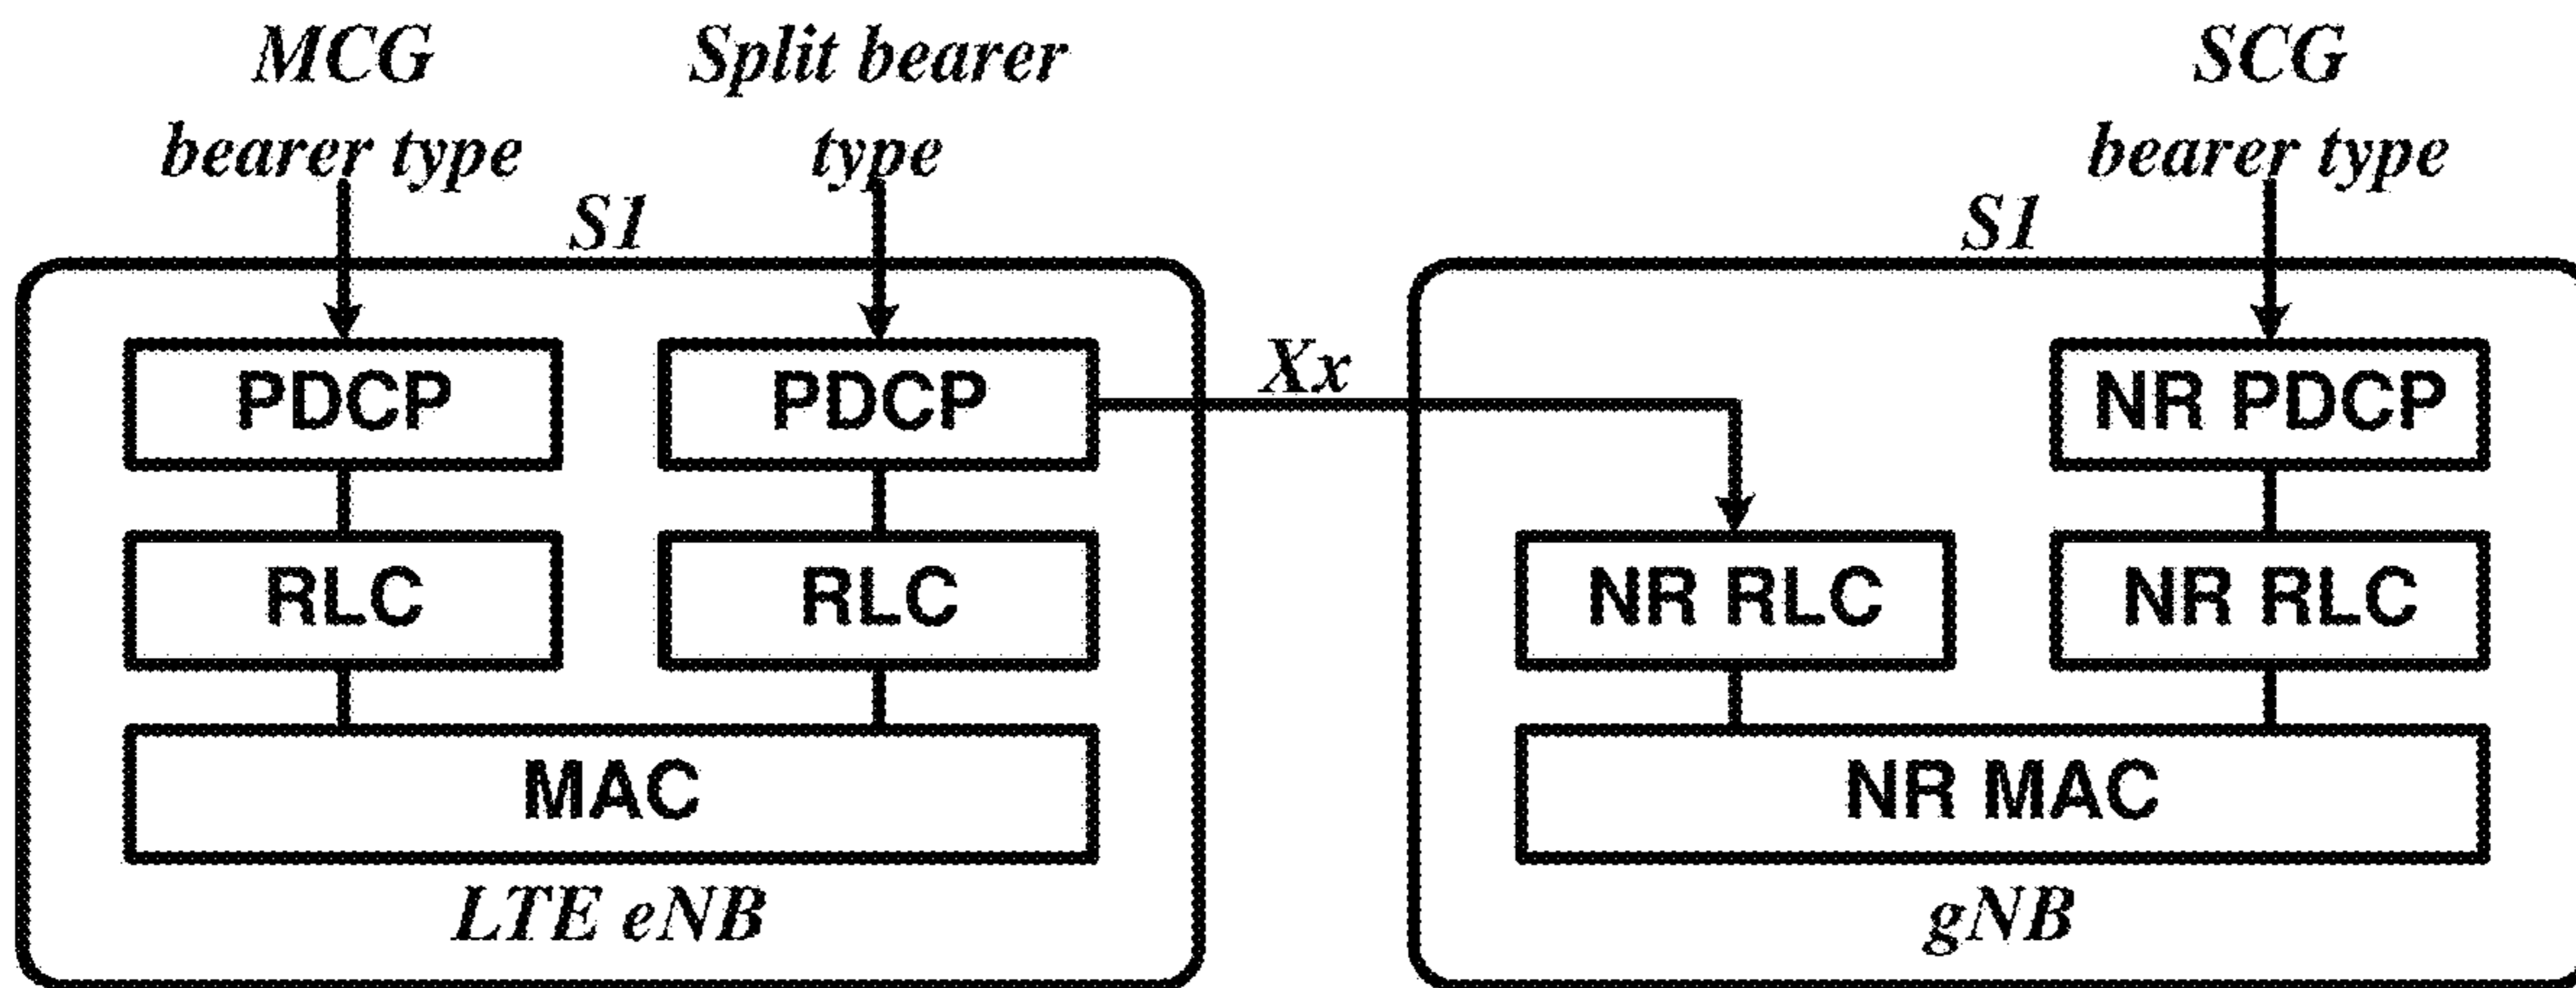 MCG
bearer type
Split bearer
type
SCG
bearer type
S1
S1
Xx
PDCP
PDCP
NR PDCP
RLC
RLC
NR RLC
NR RLC
MAC
NR MAC
LTE eNB
gNB